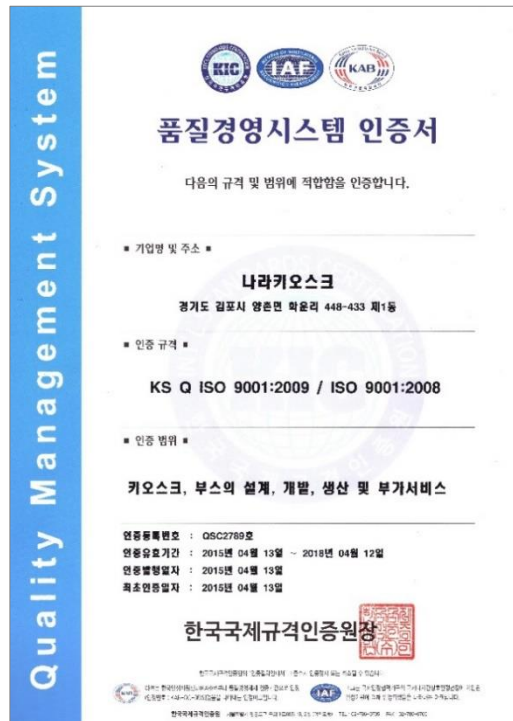 Quality Management System
KIC
IAF
KAB
품질경영시스템 인증서
다음의 규격 및 범위에 적합함을 인증합니다.
■ 기업명 및 주소 ■
나라키오스크
경기도 김포시 양촌면 학운리 448-433 제1동
■ 인증 규격 ■
KS Q ISO 9001:2009 / ISO 9001:2008
■ 인증 범위 ■
키오스크, 부스의 설계, 개발, 생산 및 부가서비스
인증등록번호 : QSC2789호
인증유효기간 : 2015년 04월 13일 ~ 2018년 04월 12일
인증발행일자 : 2015년 04월 13일
최초인증일자 : 2015년 04월 13일
한국국제규격인증원장
IAF
한국국제규격인증원